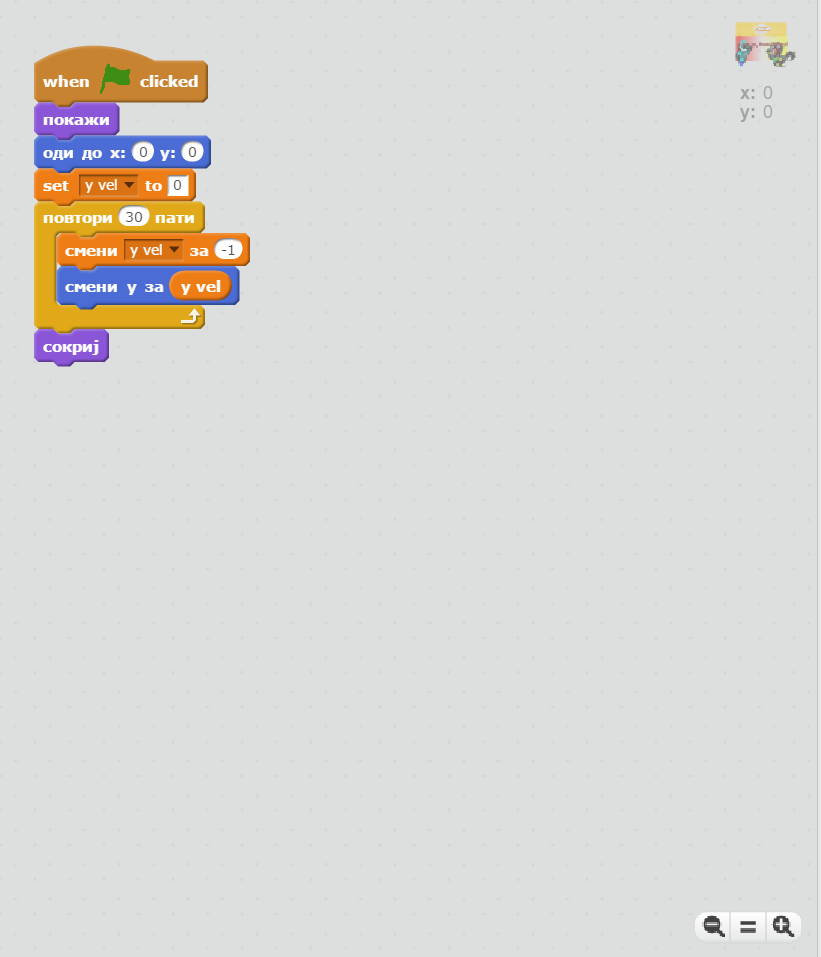 when clicked
покажи
оди до x: 0 y: 0
set y vel to 0
повтори 30 пати
смени y vel за -1
смени y за y vel
сокриј
x: 0
y: 0